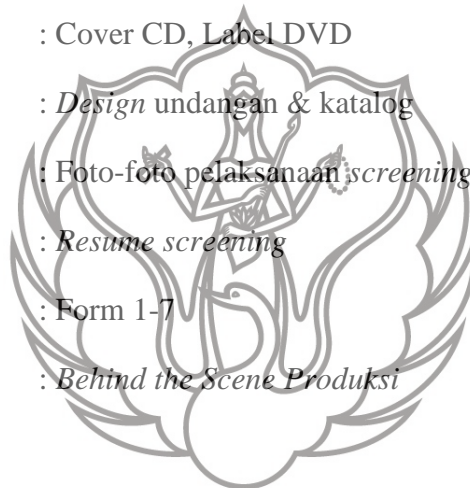 : Cover CD, Label DVD
: Design undangan & katalog
: Foto-foto pelaksanaan screening
: Resume screening
: Form 1-7
: Behind the Scene Produksi